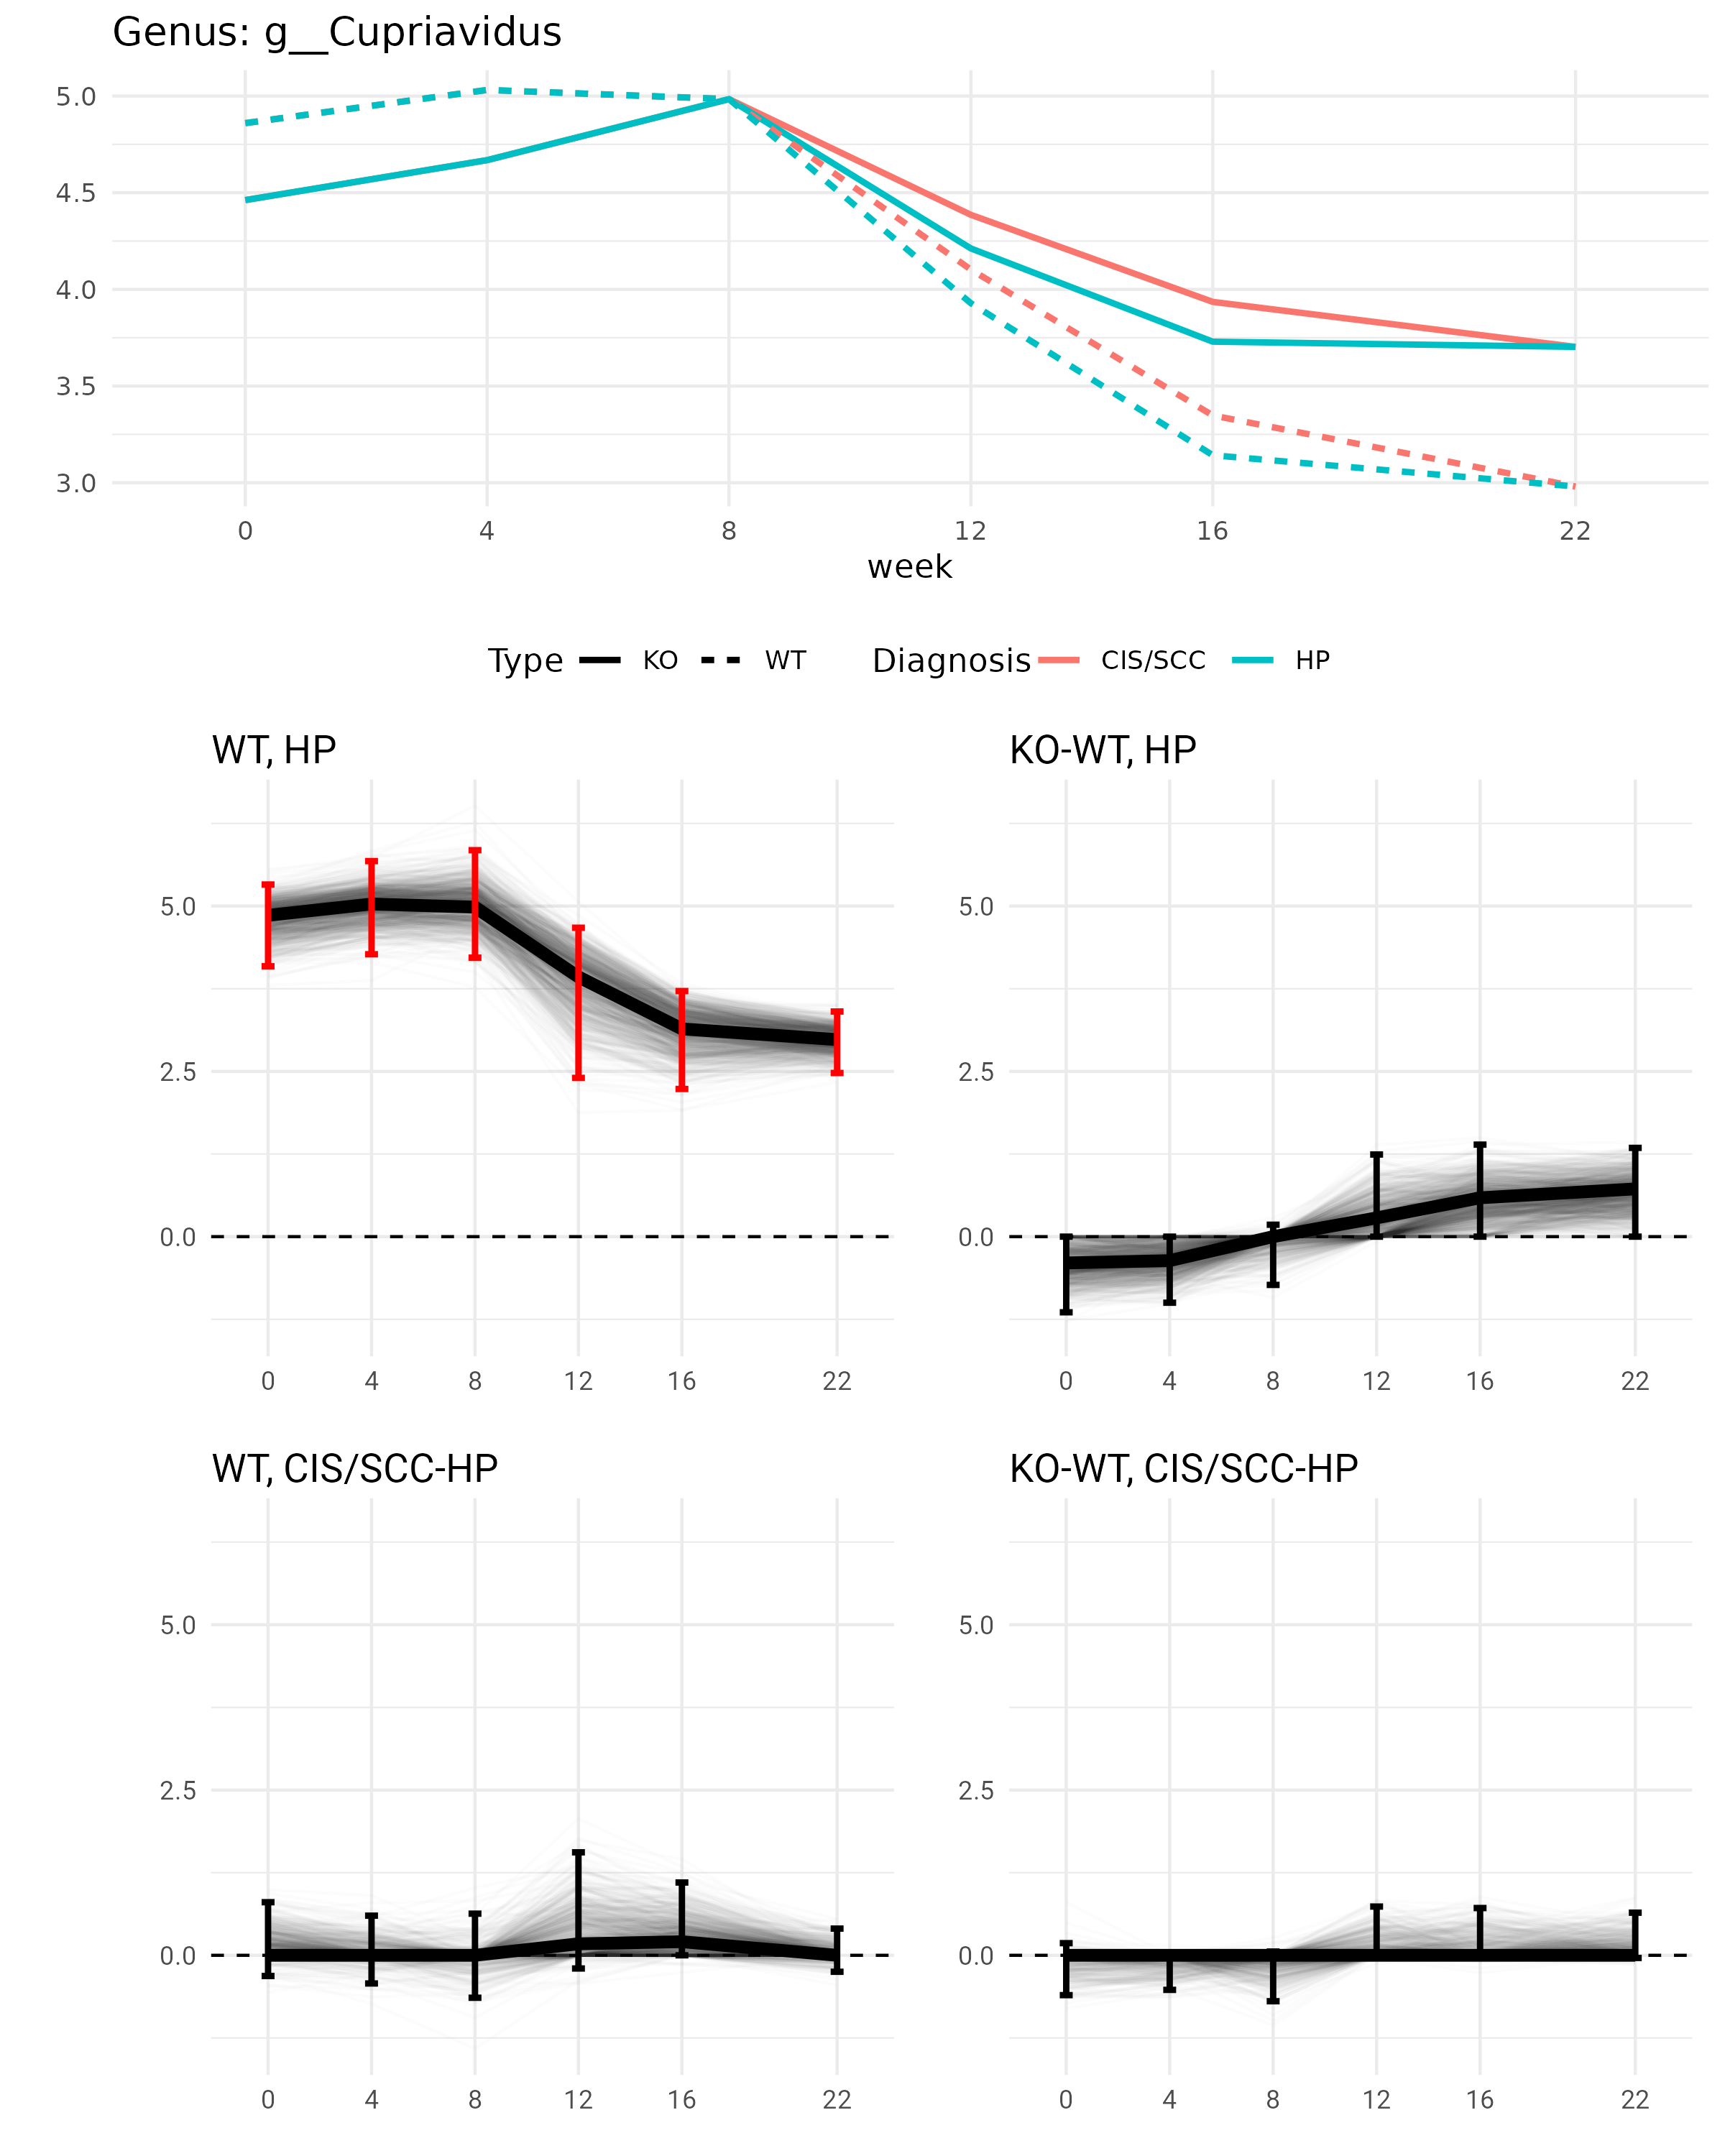 Genus: g__Cupriavidus
5.0
4.5
4.0
3.5
3.0
0 4 8 12 16 22
week
Type KO WT Diagnosis CIS/SCC HP
WT, HP
5.0
2.5
0.0
0 4 8 12 16 22
KO-WT, HP
5.0
2.5
0.0
0 4 8 12 16 22
WT, CIS/SCC-HP
5.0
2.5
0.0
0 4 8 12 16 22
KO-WT, CIS/SCC-HP
5.0
2.5
0.0
0 4 8 12 16 22